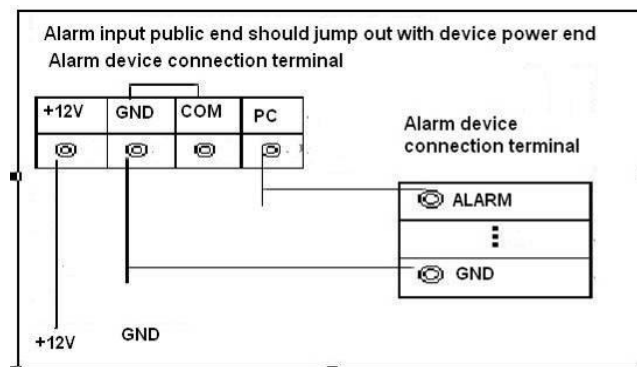 Alarm input public end should jump out with device power end
Alarm device connection terminal
+12V GND COM PC
Alarm device
connection terminal
ALARM
GND
+12V GND